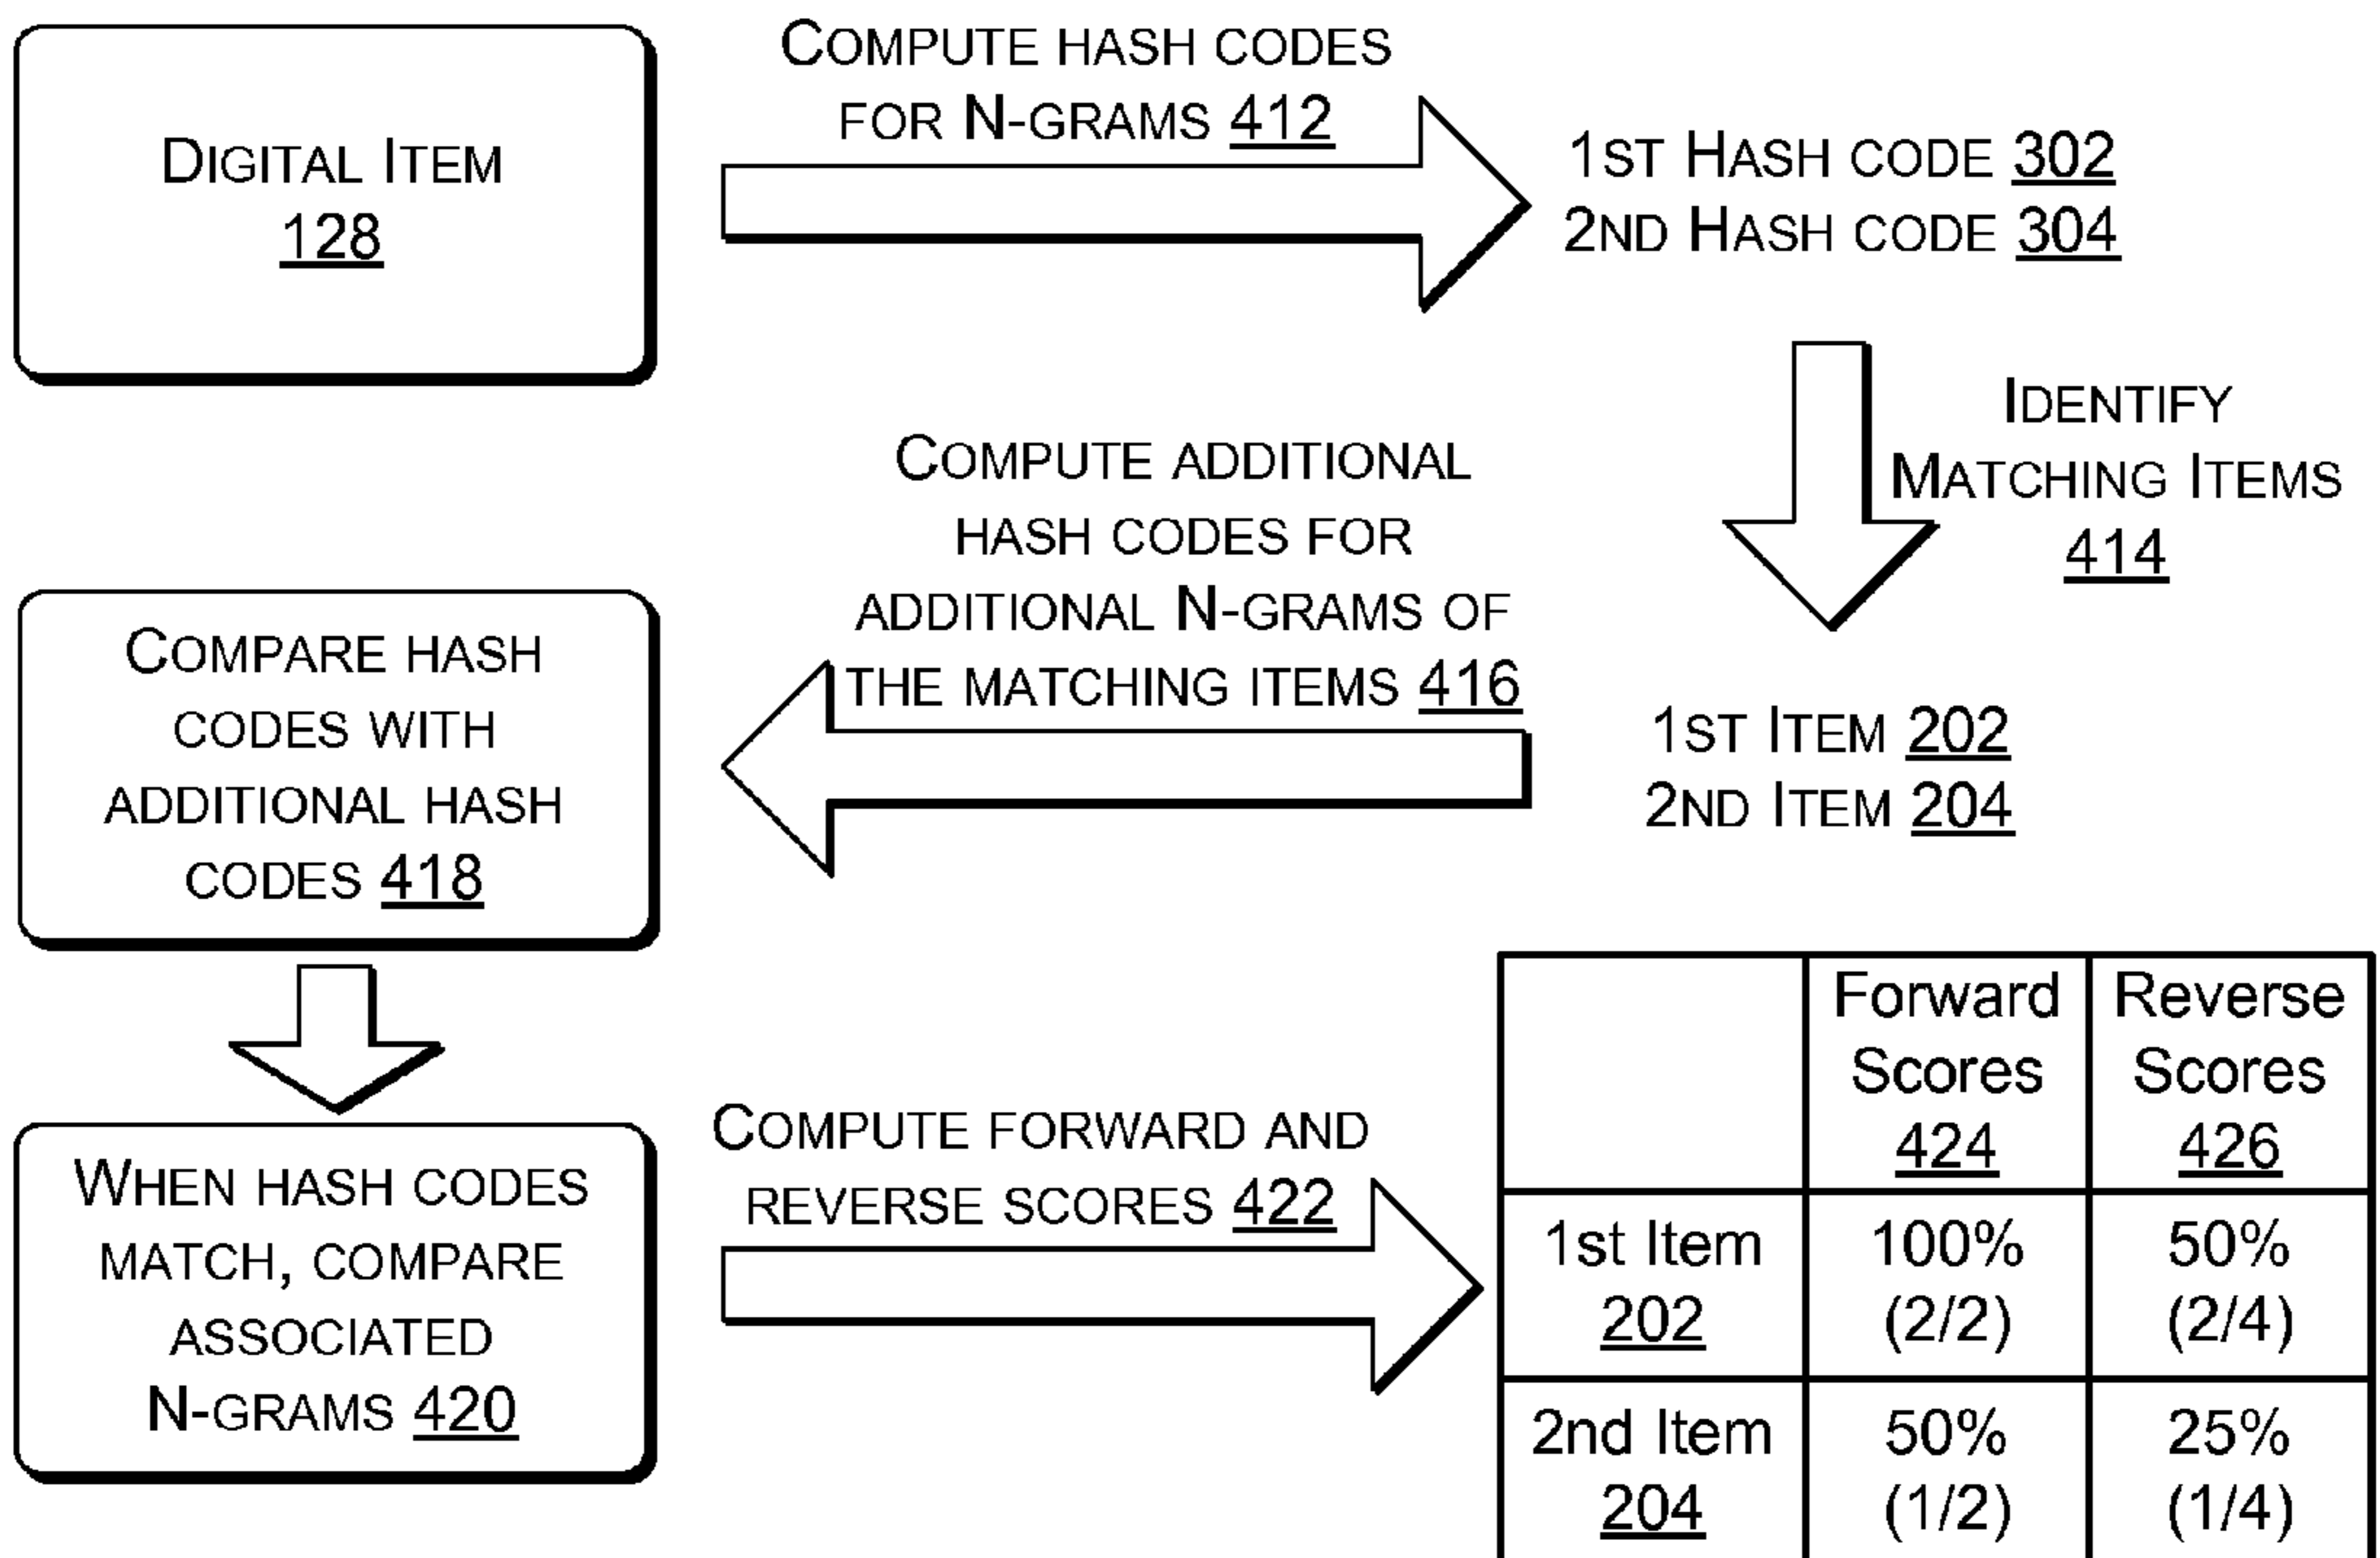 DIGITAL ITEM
128
COMPUTE HASH CODES
FOR N-GRAMS 412
1ST HASH CODE 302
2ND HASH CODE 304
IDENTIFY
MATCHING ITEMS
414
1ST ITEM 202
2ND ITEM 204
COMPUTE ADDITIONAL
HASH CODES FOR
ADDITIONAL N-GRAMS OF
THE MATCHING ITEMS 416
COMPARE HASH
CODES WITH
ADDITIONAL HASH
CODES 418
WHEN HASH CODES
MATCH, COMPARE
ASSOCIATED
N-GRAMS 420
COMPUTE FORWARD AND
REVERSE SCORES 422
Forward
Scores
424
Reverse
Scores
426
1st Item
202
100%
(2/2)
50%
(2/4)
2nd Item
204
50%
(1/2)
25%
(1/4)